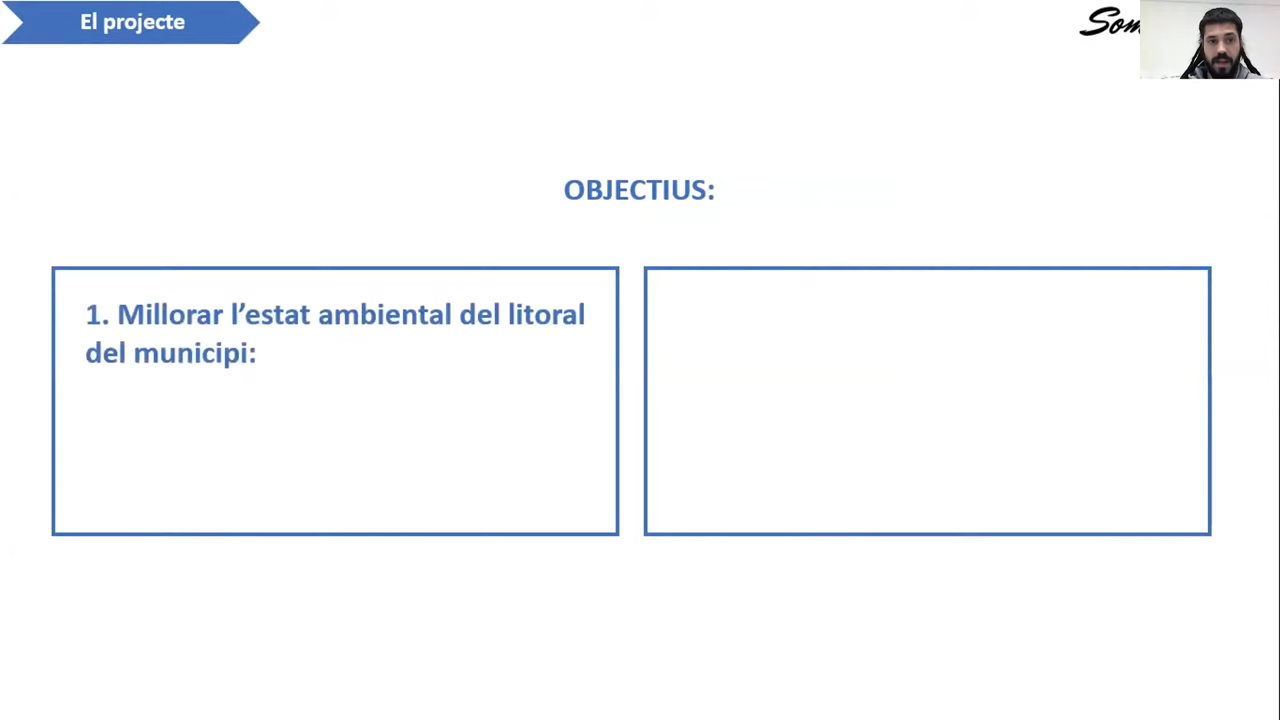 El projecte
OBJECTIUS:
1. Millorar l’estat ambiental del litoral
del municipi: